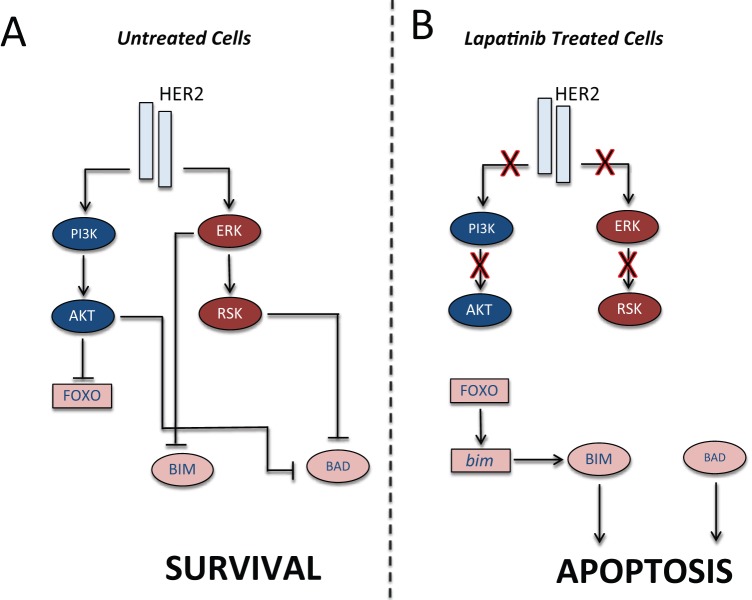 A
Untreated Cells
HER2
PI3K
ERK
AKT
RSK
FOXO
BIM
BAD
SURVIVAL
B
Lapatinib Treated Cells
HER2
PI3K
ERK
AKT
RSK
FOXO
bim
BIM
BAD
APOPTOSIS